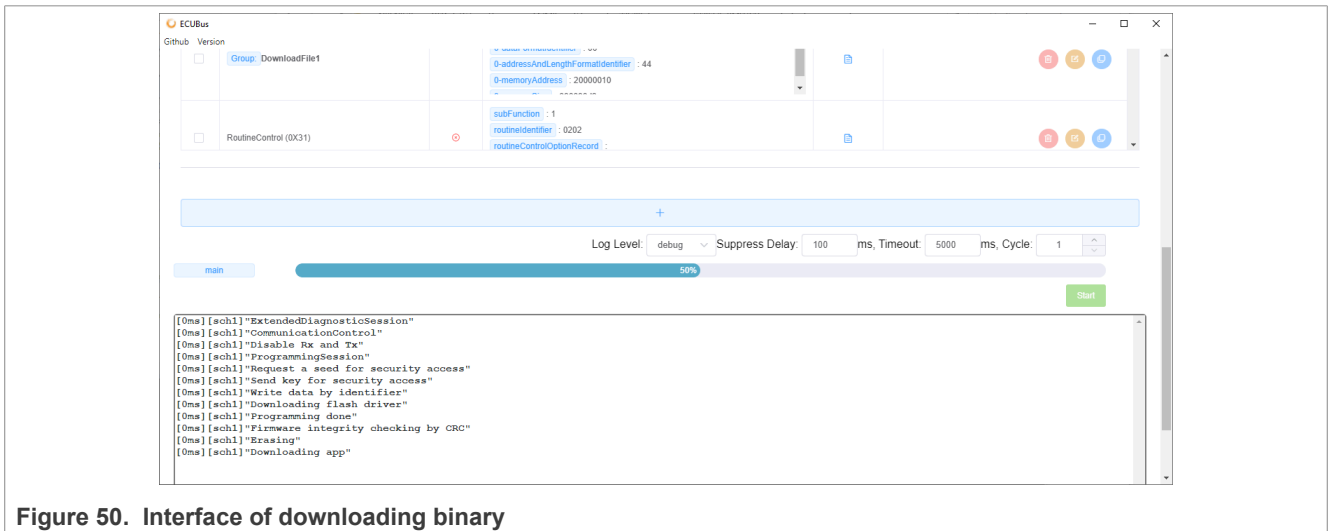 ECUBus
Github Version
Group: DownloadFile1
0-addressAndLengthFormatIdentifier : 44
0-memoryAddress : 20000010
RoutineControl (0X31)
subFunction : 1
routineIdentifier : 0202
routineControlOptionRecord :
+
Log Level: debug Suppress Delay: 100 ms, Timeout: 5000 ms, Cycle: 1
main 50%
Start
[0ms][sch1]"ExtendedDiagnosticSession"
[0ms][sch1]"CommunicationControl"
[0ms][sch1]"Disable Rx and Tx"
[0ms][sch1]"ProgrammingSession"
[0ms][sch1]"Request a seed for security access"
[0ms][sch1]"Send key for security access"
[0ms][sch1]"Write data by identifier"
[0ms][sch1]"Downloading flash driver"
[0ms][sch1]"Programming done"
[0ms][sch1]"Firmware integrity checking by CRC"
[0ms][sch1]"Erasing"
[0ms][sch1]"Downloading app"
Figure 50. Interface of downloading binary